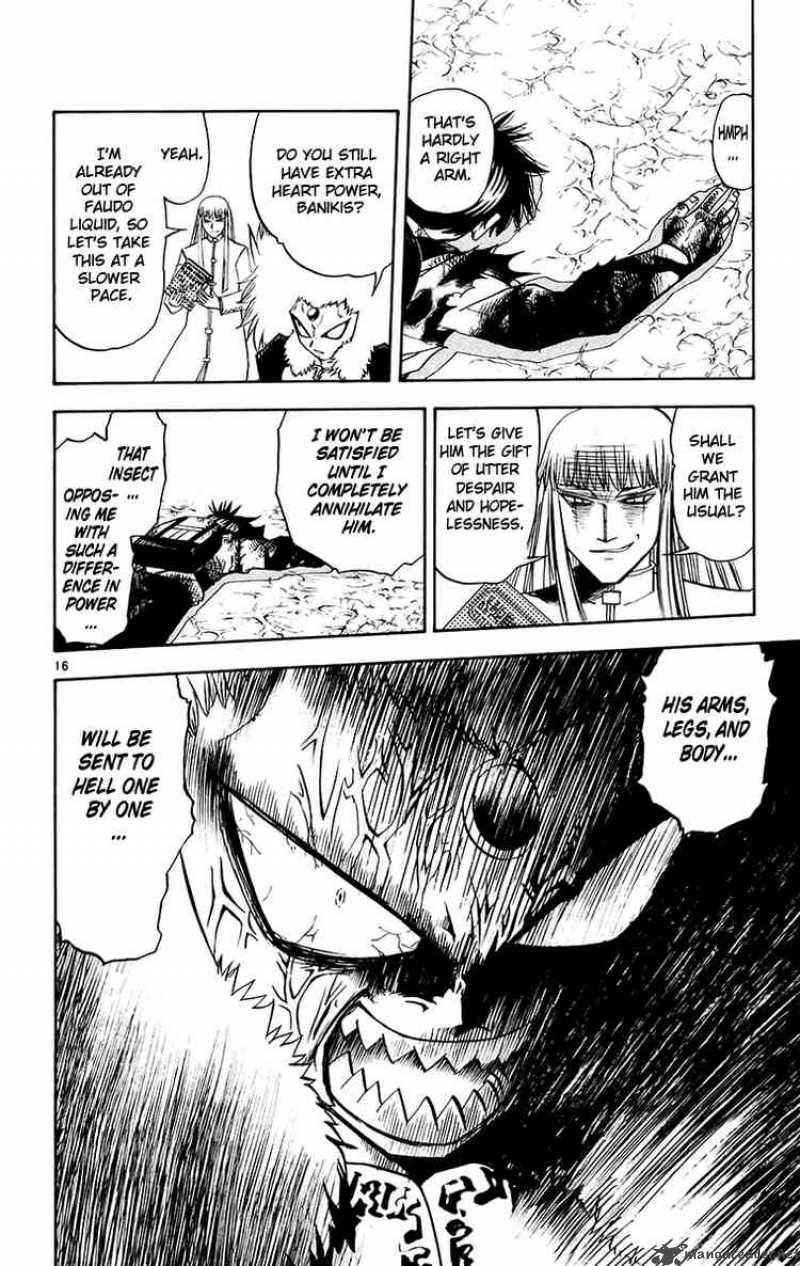 HMPH
...
THAT'S
HARDLY
A RIGHT
ARM.
DO YOU STILL
HAVE EXTRA
HEART POWER,
BANIKIS?
YEAH.
I'M
ALREADY
OUT OF
FAUDO
LIQUID, SO
LET'S TAKE
THIS AT A
SLOWER
PACE.
SHALL
WE
GRANT
HIM THE
USUAL?
LET'S GIVE
HIM THE GIFT
OF UTTER
DESPAIR
AND HOPE-
LESSNESS.
I WON'T BE
SATISFIED
UNTIL I
COMPLETELY
ANNIHILATE
HIM.
THAT
INSECT
...
OPPOS-
ING ME
WITH
SUCH A
DIFFER-
ENCE IN
POWER
...
16
HIS ARMS,
LEGS, AND
BODY...
WILL BE
SENT TO
HELL ONE
BY ONE
...